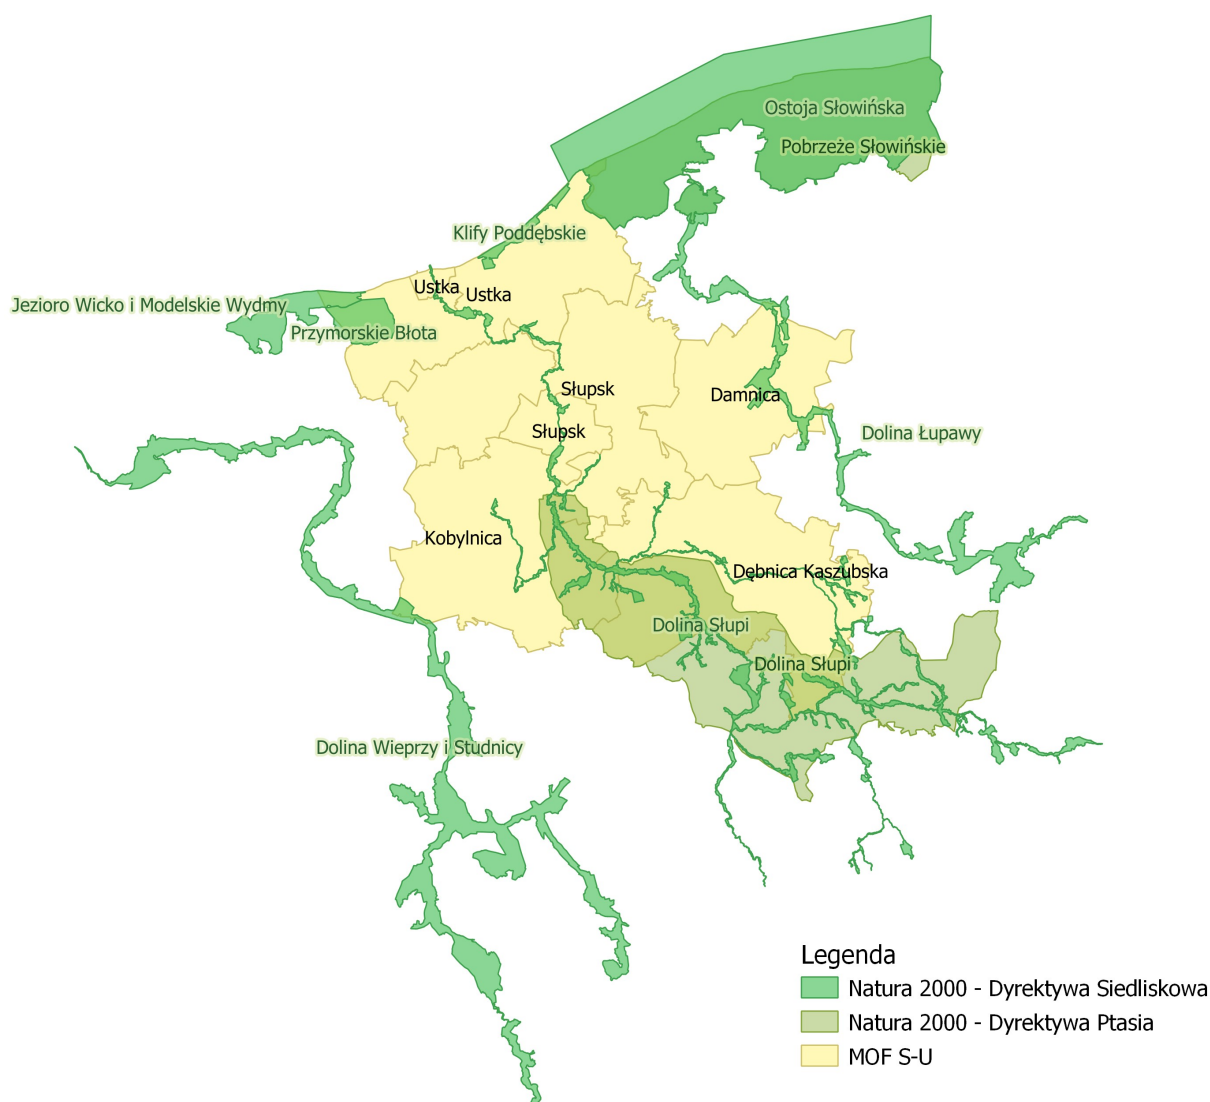 Ostoja Słowińska
Pobrzeże Słowińskie
Klify Poddębskie
Ustka
Ustka
Jezioro Wicko i Modelskie Wydmy
Przymorskie Błota
Słupsk
Damnica
Słupsk
Dolina Łupawy
Kobylnica
Dębnica Kaszubska
Dolina Słupi
Dolina Słupi
Dolina Wieprzy i Studnicy
Legenda
Natura 2000 - Dyrektywa Siedliskowa
Natura 2000 - Dyrektywa Ptasia
MOF S-U